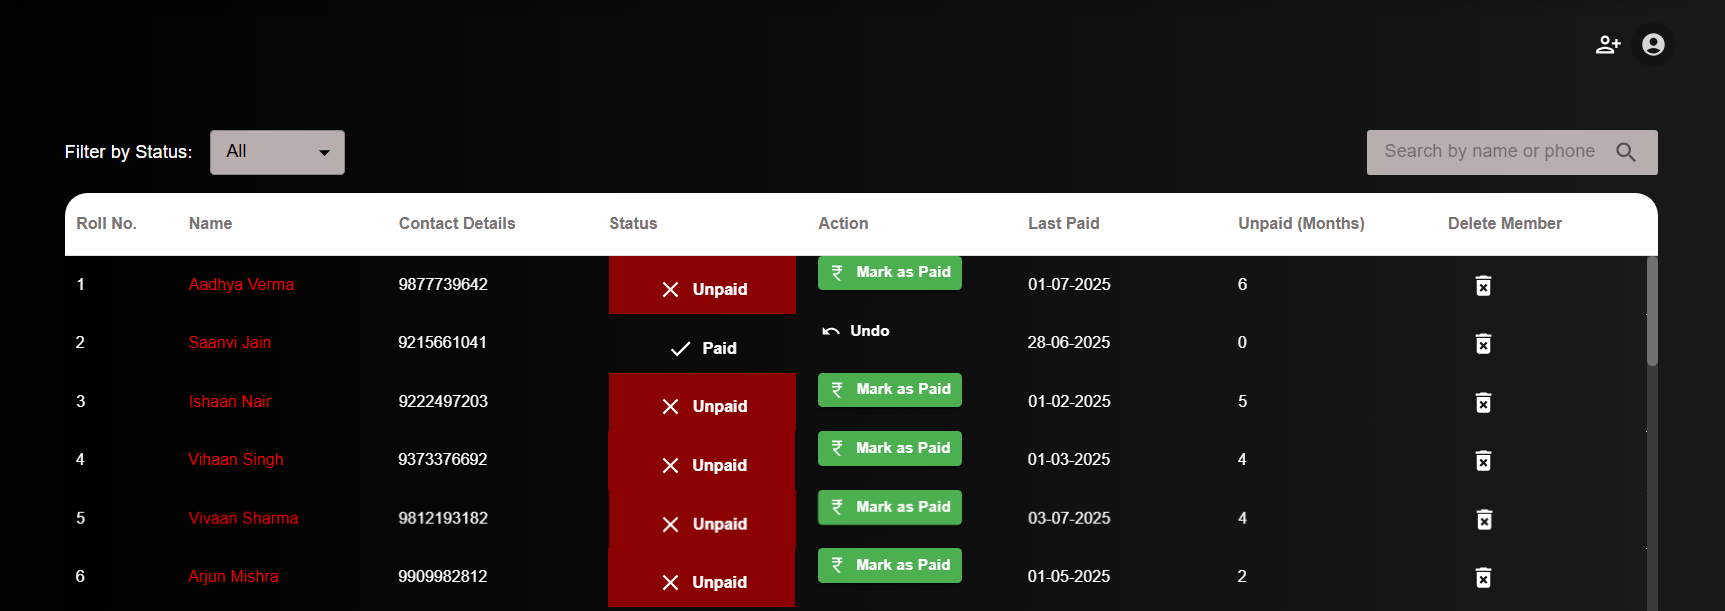 Filter by Status: All Search by name or phone
Roll No. Name Contact Details Status Action Last Paid Unpaid (Months) Delete Member
1 Aadhya Verma 9877739642 Unpaid ₹ Mark as Paid 01-07-2025 6
2 Saanvi Jain 9215661041 Paid Undo 28-06-2025 0
3 Ishaan Nair 9222497203 Unpaid ₹ Mark as Paid 01-02-2025 5
4 Vihaan Singh 9373376692 Unpaid ₹ Mark as Paid 01-03-2025 4
5 Vivaan Sharma 9812193182 Unpaid ₹ Mark as Paid 03-07-2025 4
6 Arjun Mishra 9909982812 Unpaid ₹ Mark as Paid 01-05-2025 2